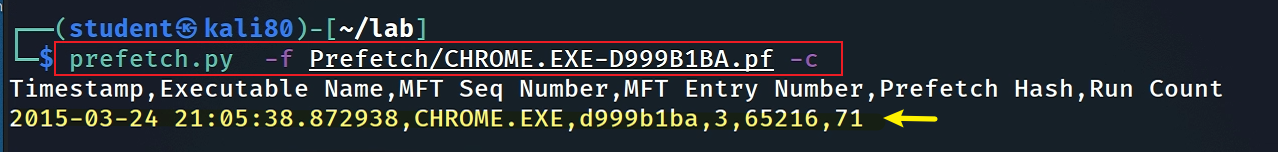 (student㉿kali80)-[~/lab]
$ prefetch.py -f Prefetch/CHROME.EXE-D999B1BA.pf -c
Timestamp,Executable Name,MFT Seq Number,MFT Entry Number,Prefetch Hash,Run Count
2015-03-24 21:05:38.872938,CHROME.EXE,d999b1ba,3,65216,71